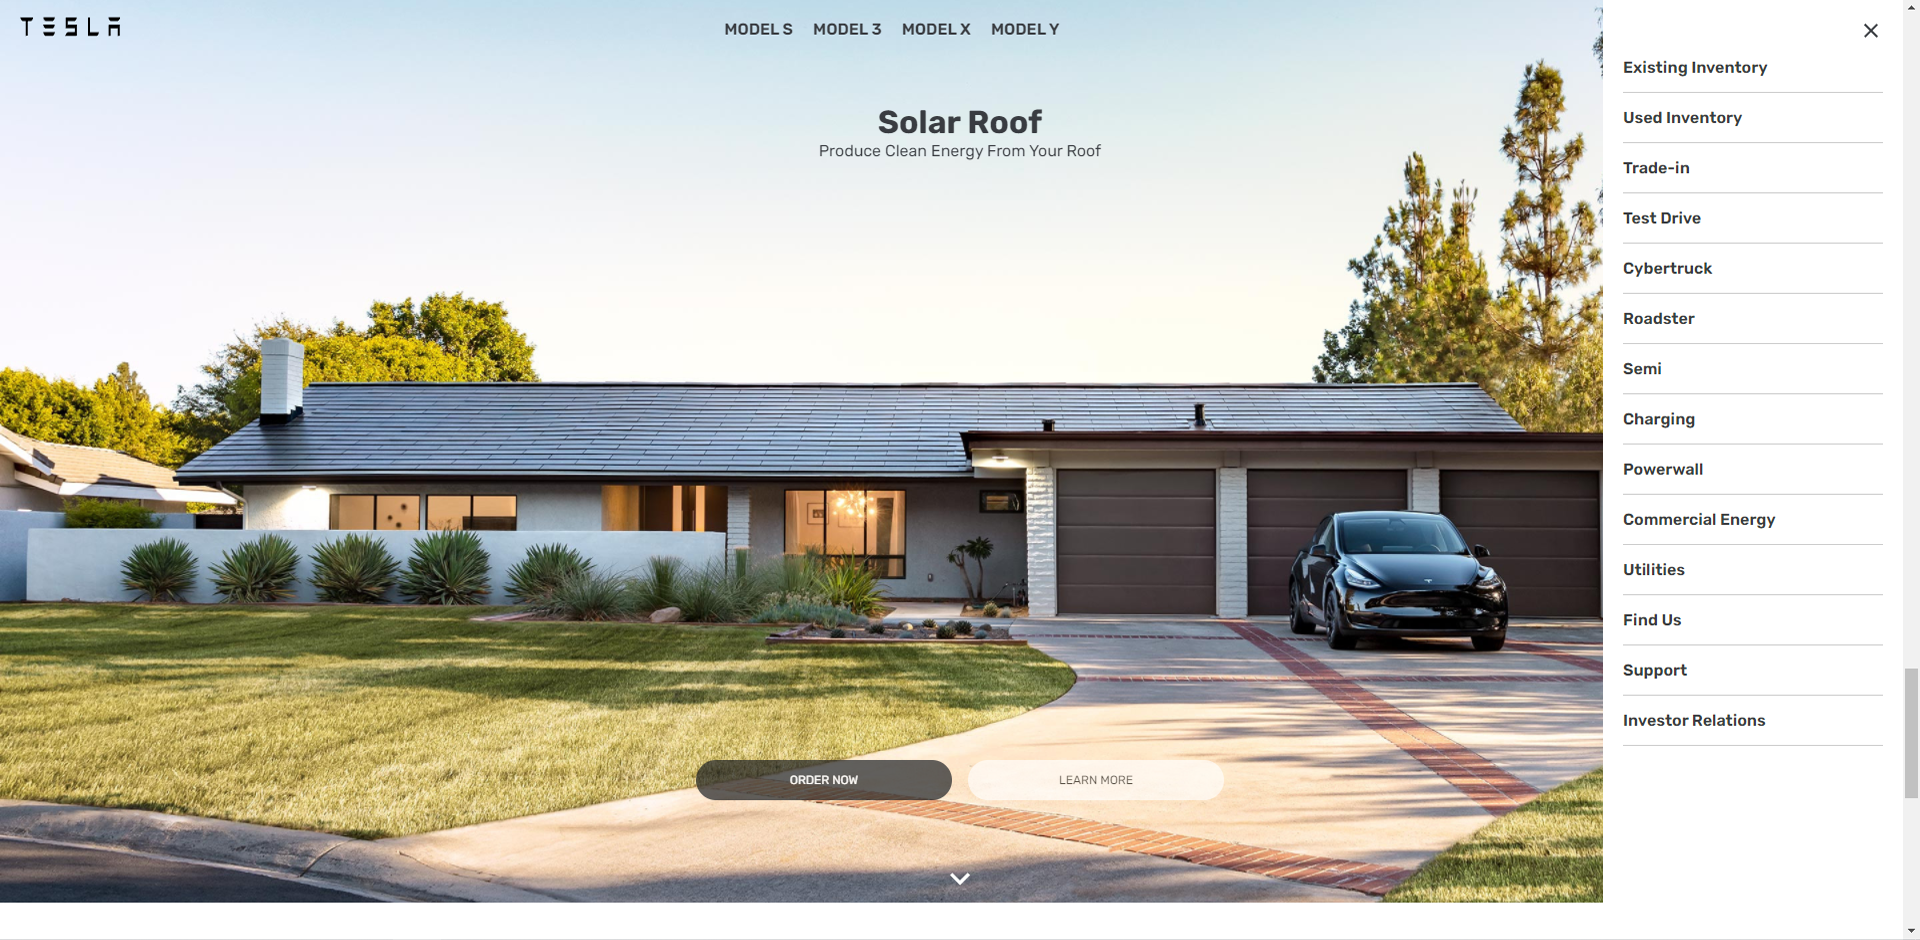 TESLA
MODEL S MODEL 3 MODEL X MODEL Y
Solar Roof
Produce Clean Energy From Your Roof
ORDER NOW LEARN MORE
Existing Inventory
Used Inventory
Trade-in
Test Drive
Cybertruck
Roadster
Semi
Charging
Powerwall
Commercial Energy
Utilities
Find Us
Support
Investor Relations